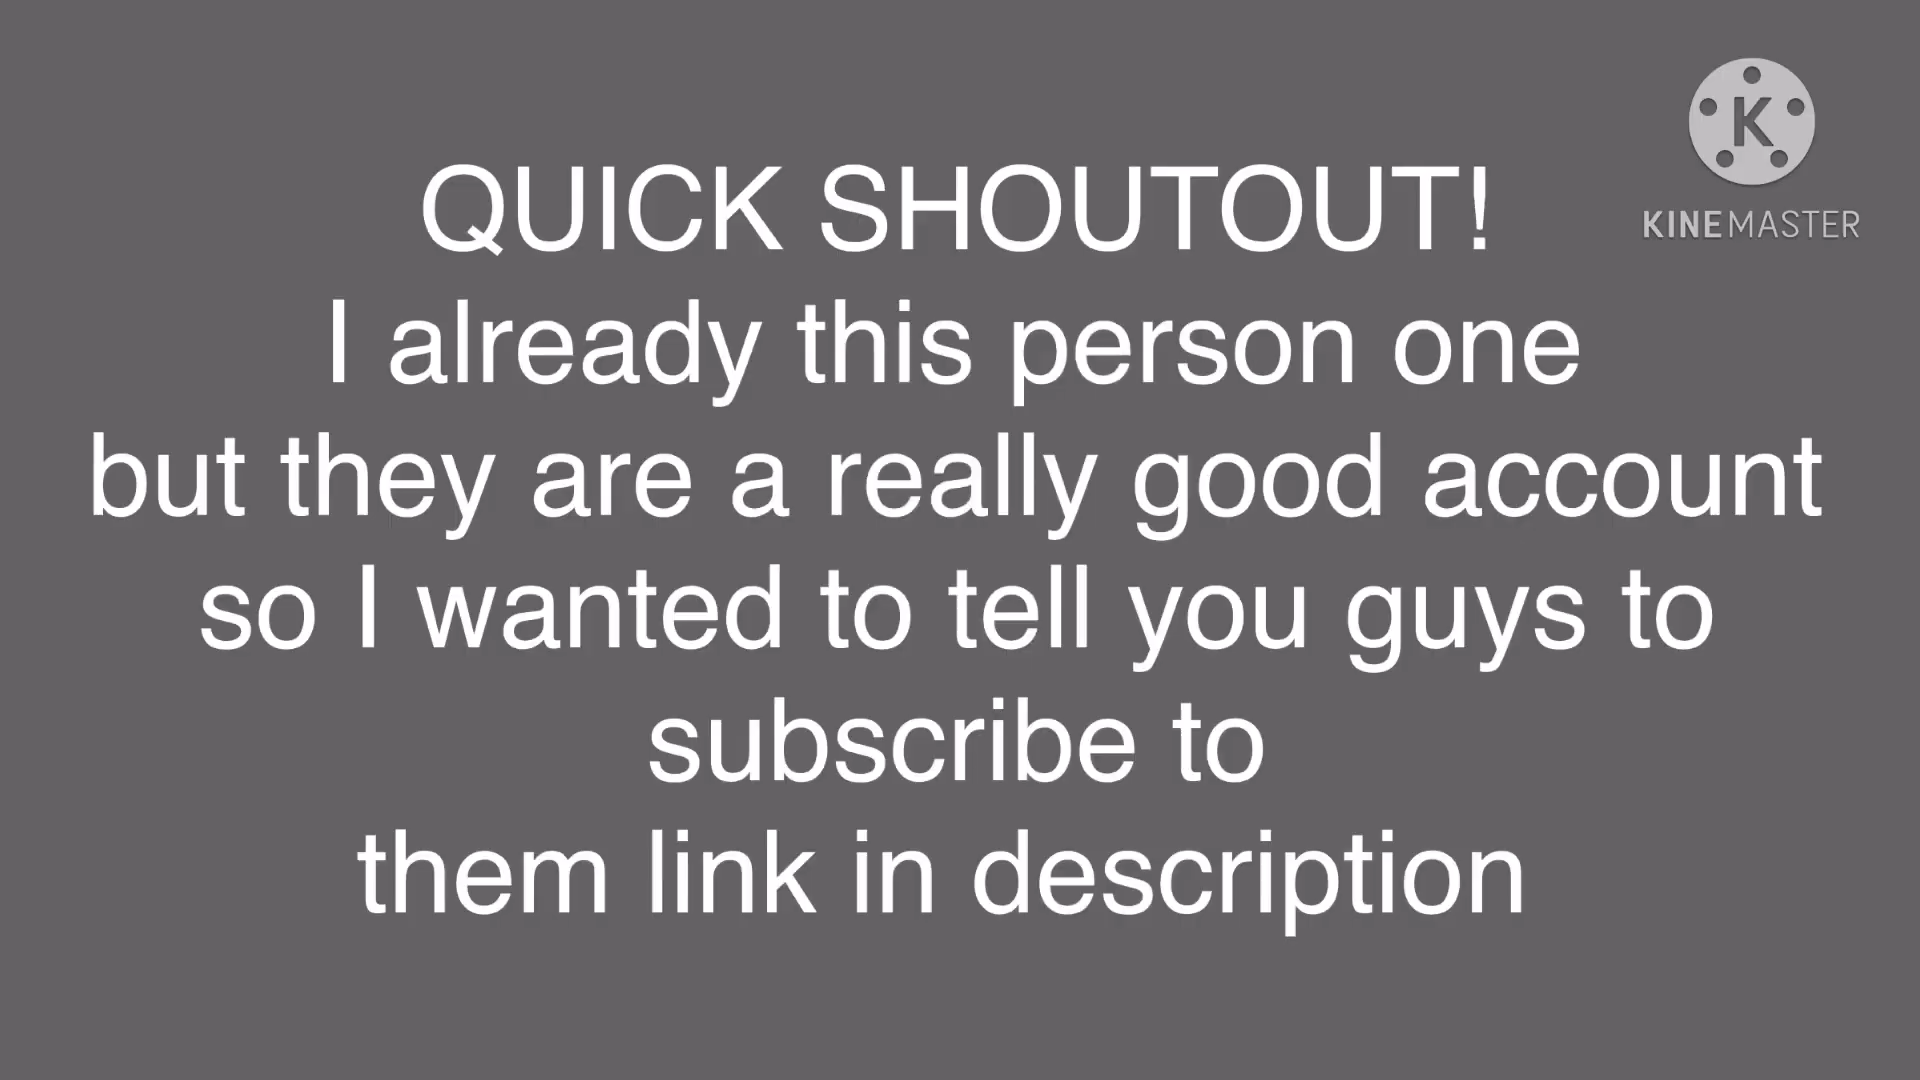 QUICK SHOUTOUT!
I already this person one
but they are a really good account
so I wanted to tell you guys to
subscribe to
them link in description
K
KINEMASTER